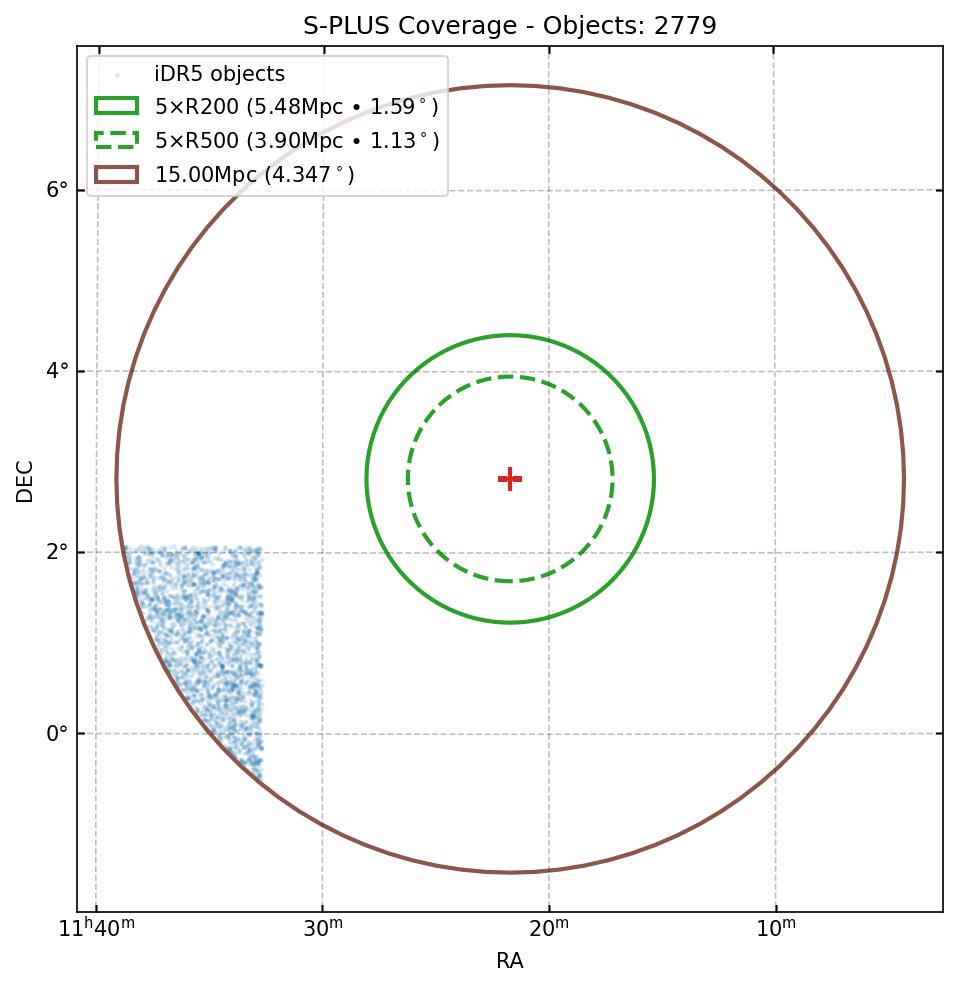 S-PLUS Coverage - Objects: 2779
iDR5 objects
5×R200 (5.48Mpc • 1.59°)
5×R500 (3.90Mpc • 1.13°)
15.00Mpc (4.347°)
6°
4°
2°
0°
DEC
11ʰ40ᵐ 30ᵐ 20ᵐ 10ᵐ
RA